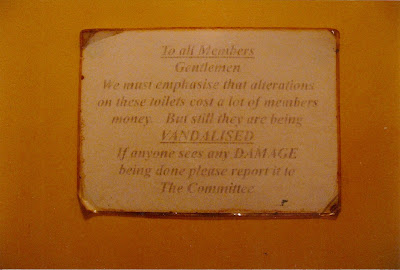 To all Members
Gentlemen
We must emphasise that alterations
on these toilets cost a lot of members
money. But still they are being
VANDALISED
If anyone sees any DAMAGE
being done please report it to
The Committee